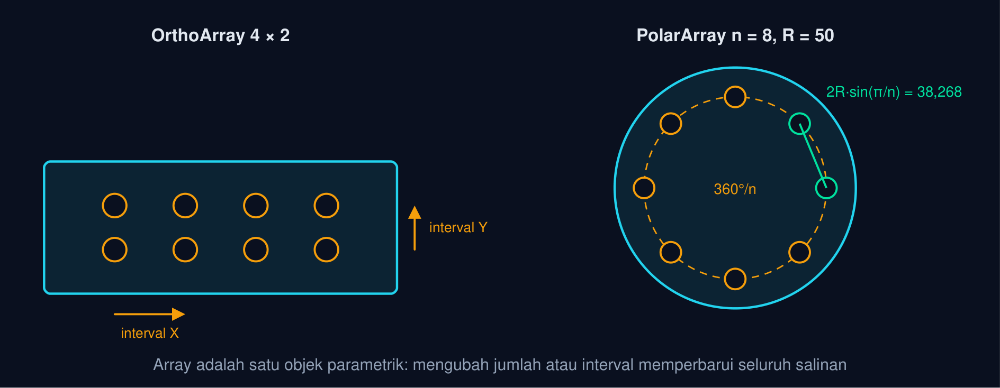 OrthoArray 4 × 2
PolarArray n = 8, R = 50
2R·sin(π/n) = 38,268
360°/n
interval Y
interval X
Array adalah satu objek parametrik: mengubah jumlah atau interval memperbarui seluruh salinan